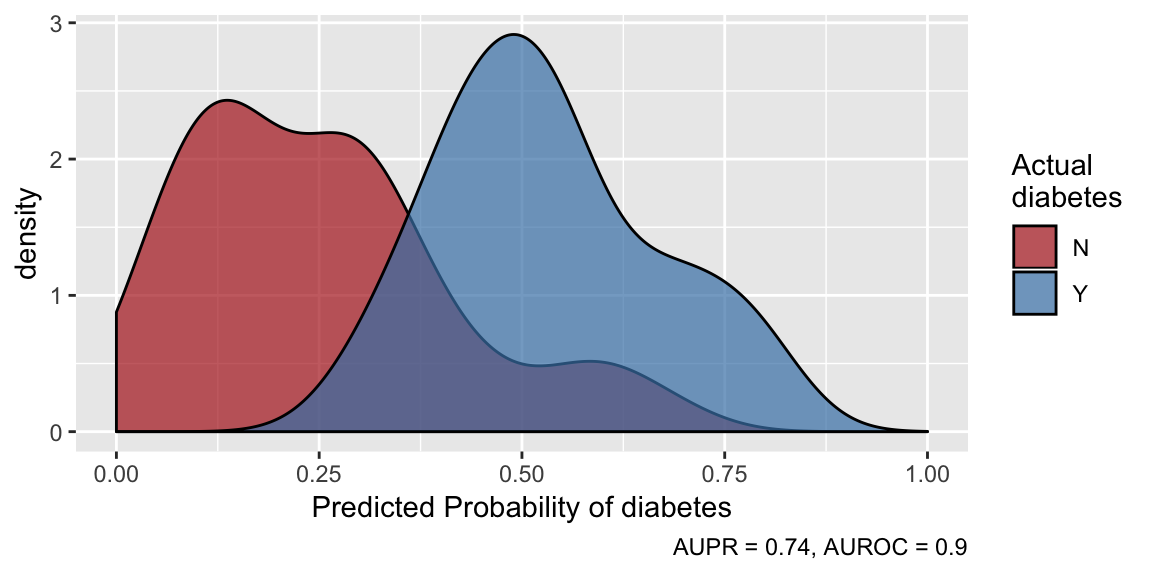 3
2
1
0
density
0.00 0.25 0.50 0.75 1.00
Predicted Probability of diabetes
Actual
diabetes
N
Y
AUPR = 0.74, AUROC = 0.9